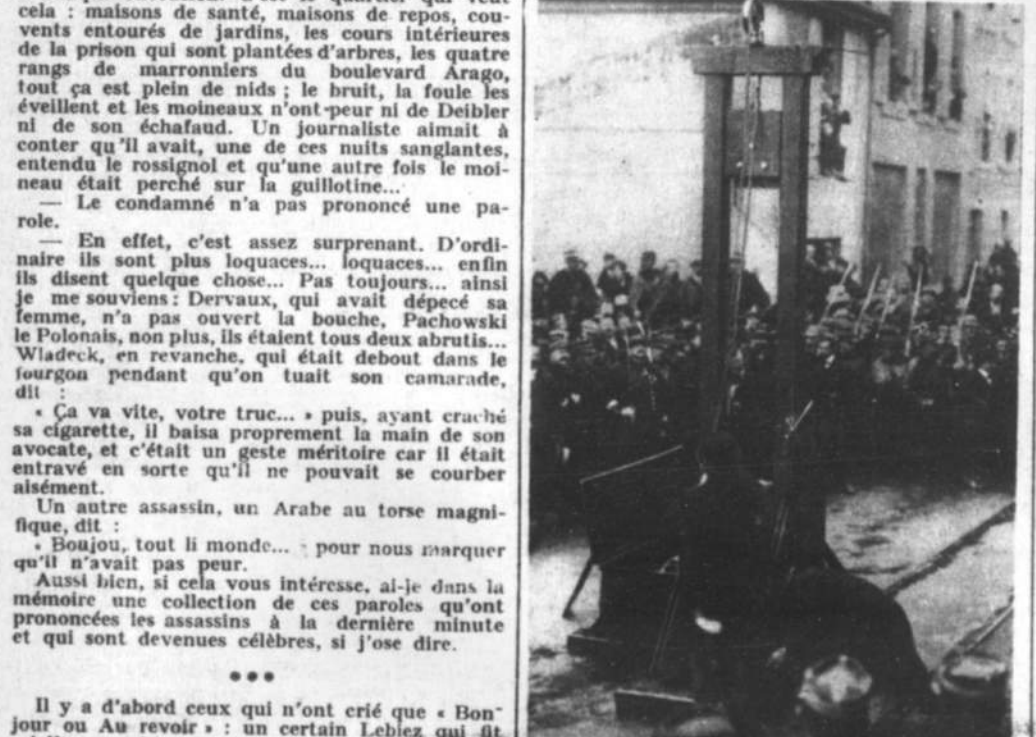 cela : maisons de santé, maisons de repos, cou-
vents entourés de jardins, les cours intérieures
de la prison qui sont plantées d'arbres, les quatre
rangs de marronniers du boulevard Arago,
tout ça est plein de nids ; le bruit, la foule les
éveillent et les moineaux n'ont-peur ni de Deibler
ni de son échafaud. Un journaliste aimait à
conter qu'il avait, une de ces nuits sanglantes,
entendu le rossignol et qu'une autre fois le moi-
neau était perché sur la guillotine...
— Le condamné n'a pas prononcé une pa-
role.
— En effet, c'est assez surprenant. D'ordi-
naire ils sont plus loquaces... loquaces... enfin
ils disent quelque chose... Pas toujours... ainsi
je me souviens : Dervaux, qui avait dépecé sa
femme, n'a pas ouvert la bouche, Pachowski
le Polonais, non plus, ils étaient tous deux abrutis...
Wladeck, en revanche, qui était debout dans le
fourgon pendant qu'on tuait son camarade,
dit :
« Ça va vite, votre truc... » puis, ayant craché
sa cigarette, il baisa proprement la main de son
avocate, et c'était un geste méritoire car il était
entravé en sorte qu'il ne pouvait se courber
aisément.
Un autre assassin, un Arabe au torse magni-
fique, dit :
« Boujou, tout li monde... » pour nous marquer
qu'il n'avait pas peur.
Aussi bien, si cela vous intéresse, ai-je dans la
mémoire une collection de ces paroles qu'ont
prononcées les assassins à la dernière minute
et qui sont devenues célèbres, si j'ose dire.
Il y a d'abord ceux qui n'ont crié que « Bon-
jour ou Au revoir » : un certain Lebiez qui fit